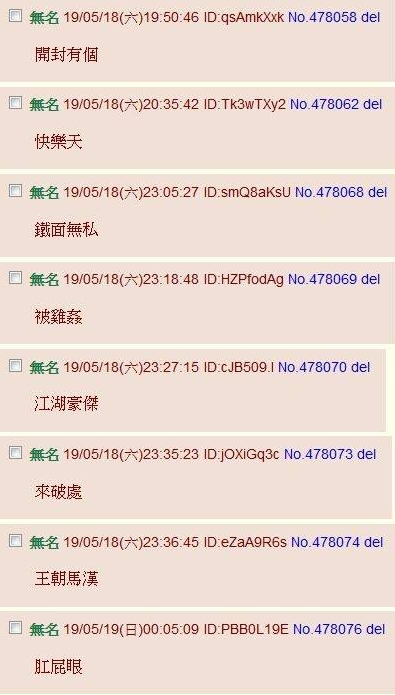 無名 19/05/18(六)19:50:46 ID:qsAmkXxk No.478058 del
開封有個
無名 19/05/18(六)20:35:42 ID:Tk3wTXy2 No.478062 del
快樂天
無名 19/05/18(六)23:05:27 ID:smQ8aKsU No.478068 del
鐵面無私
無名 19/05/18(六)23:18:48 ID:HZPfodAg No.478069 del
被雞姦
無名 19/05/18(六)23:27:15 ID:cJB509.I No.478070 del
江湖豪傑
無名 19/05/18(六)23:35:23 ID:jOXiGq3c No.478073 del
來破處
無名 19/05/18(六)23:36:45 ID:eZaA9R6s No.478074 del
王朝馬漢
無名 19/05/19(日)00:05:09 ID:PBB0L19E No.478076 del
肛屁眼